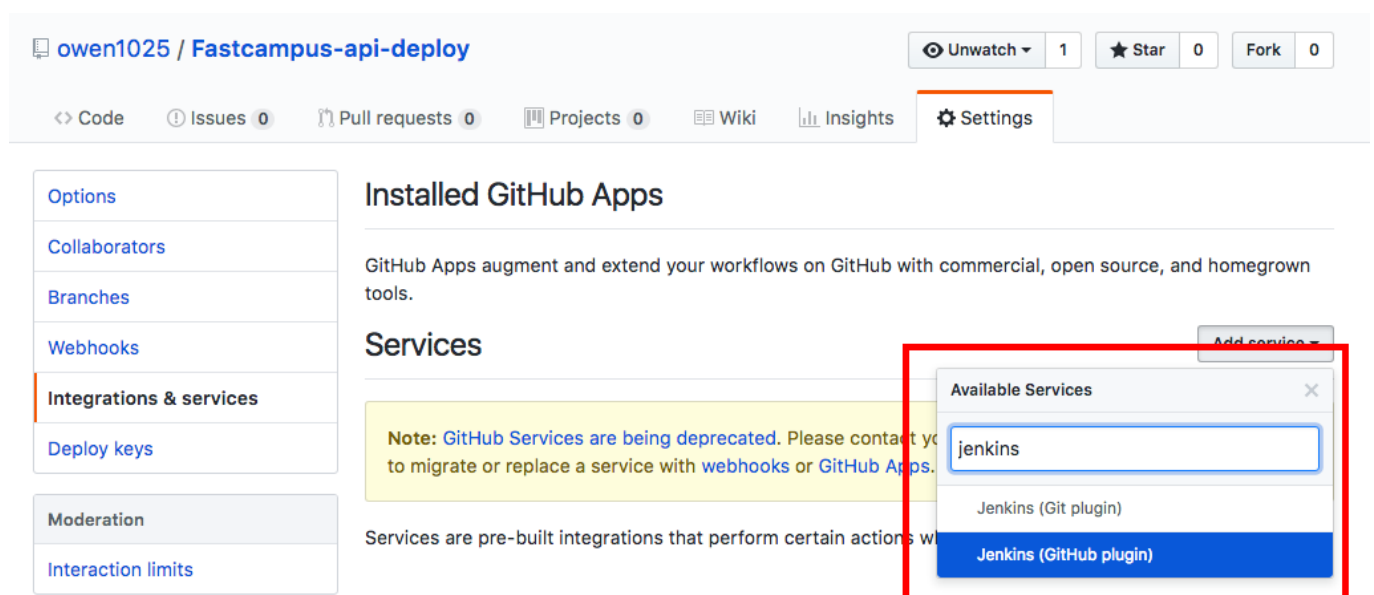 owen1025 / Fastcampus-api-deploy
Unwatch 1 Star 0 Fork 0
Code Issues 0 Pull requests 0 Projects 0 Wiki Insights Settings
Options
Collaborators
Branches
Webhooks
Integrations & services
Deploy keys
Moderation
Interaction limits
Installed GitHub Apps
GitHub Apps augment and extend your workflows on GitHub with commercial, open source, and homegrown
tools.
Services
Add service
Note: GitHub Services are being deprecated. Please contact
to migrate or replace a service with webhooks or GitHub Apps.
Services are pre-built integrations that perform certain actions
Available Services
jenkins
Jenkins (Git plugin)
Jenkins (GitHub plugin)